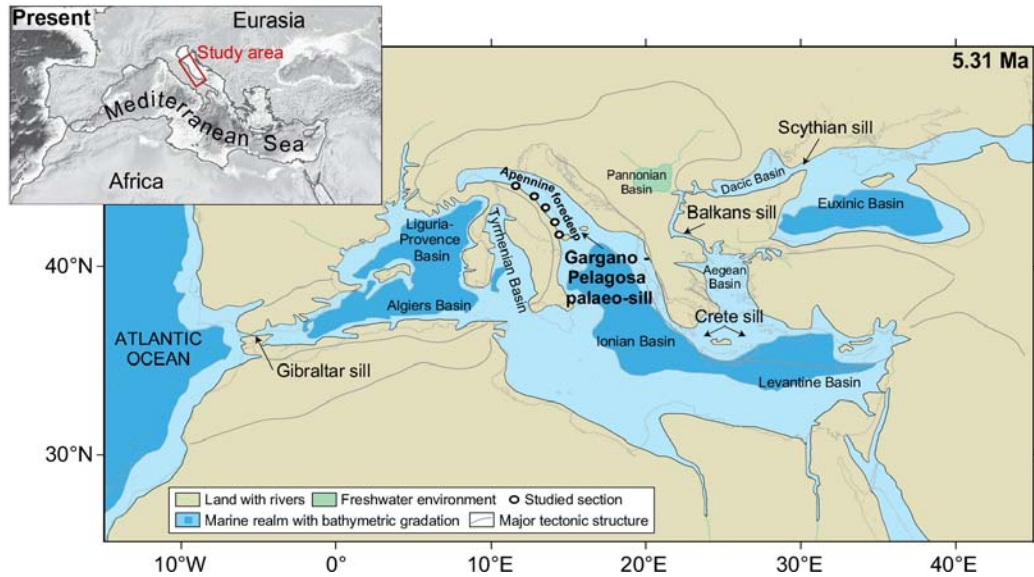 Present
Eurasia
Study area
Mediterranean Sea
Africa
5.31 Ma
Scythian sill
Apennine foredeep
Pannonian
Basin
Dacic Basin
Euxinic Basin
Balkans sill
Liguria-
Provence
Basin
Tyrrhenian Basin
40°N
Gargano -
Pelagosa
palaeo-sill
Aegean
Basin
Algiers Basin
Crete sill
ATLANTIC
OCEAN
Ionian Basin
Gibraltar sill
Levantine Basin
30°N
Land with rivers
Freshwater environment
Studied section
Marine realm with bathymetric gradation
Major tectonic structure
10°W
0°
10°E
20°E
30°E
40°E